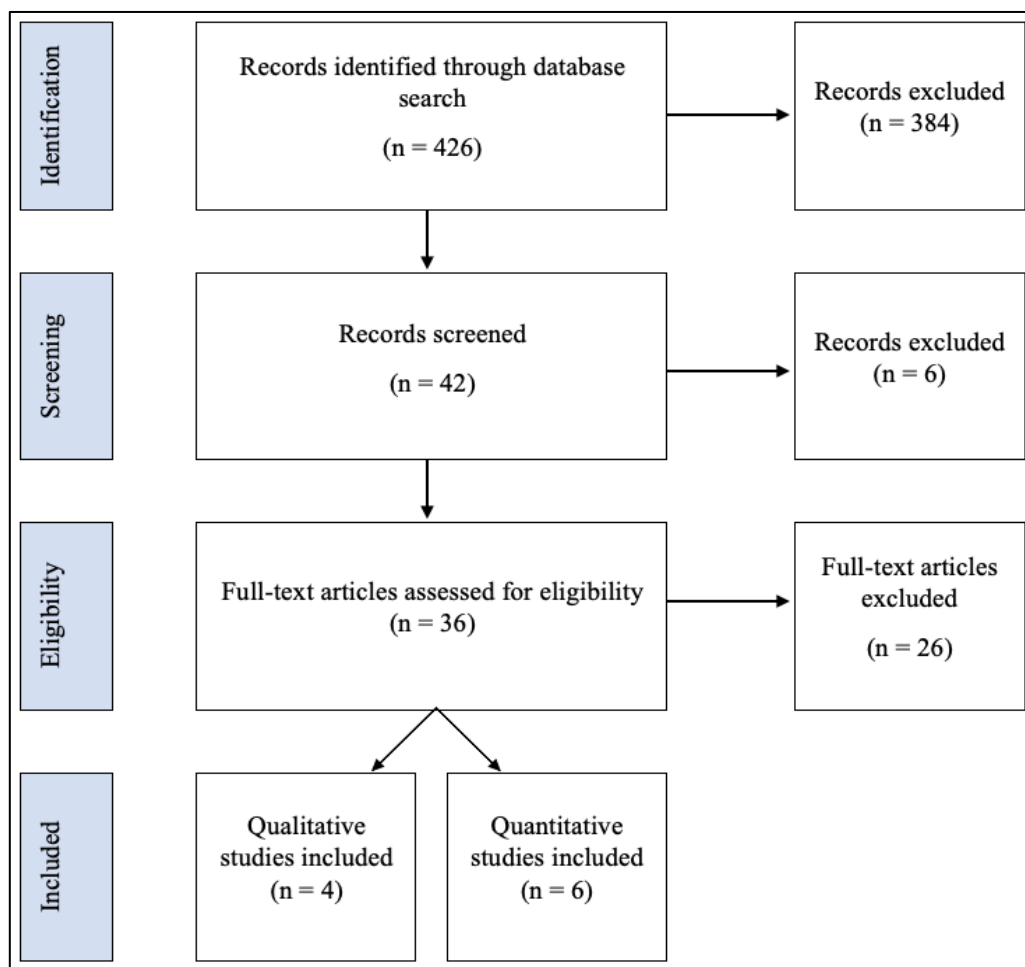 Identification
Records identified through database
search
(n = 426)
Records excluded
(n = 384)
Screening
Records screened
(n = 42)
Records excluded
(n = 6)
Eligibility
Full-text articles assessed for eligibility
(n = 36)
Full-text articles
excluded
(n = 26)
Included
Qualitative
studies included
(n = 4)
Quantitative
studies included
(n = 6)